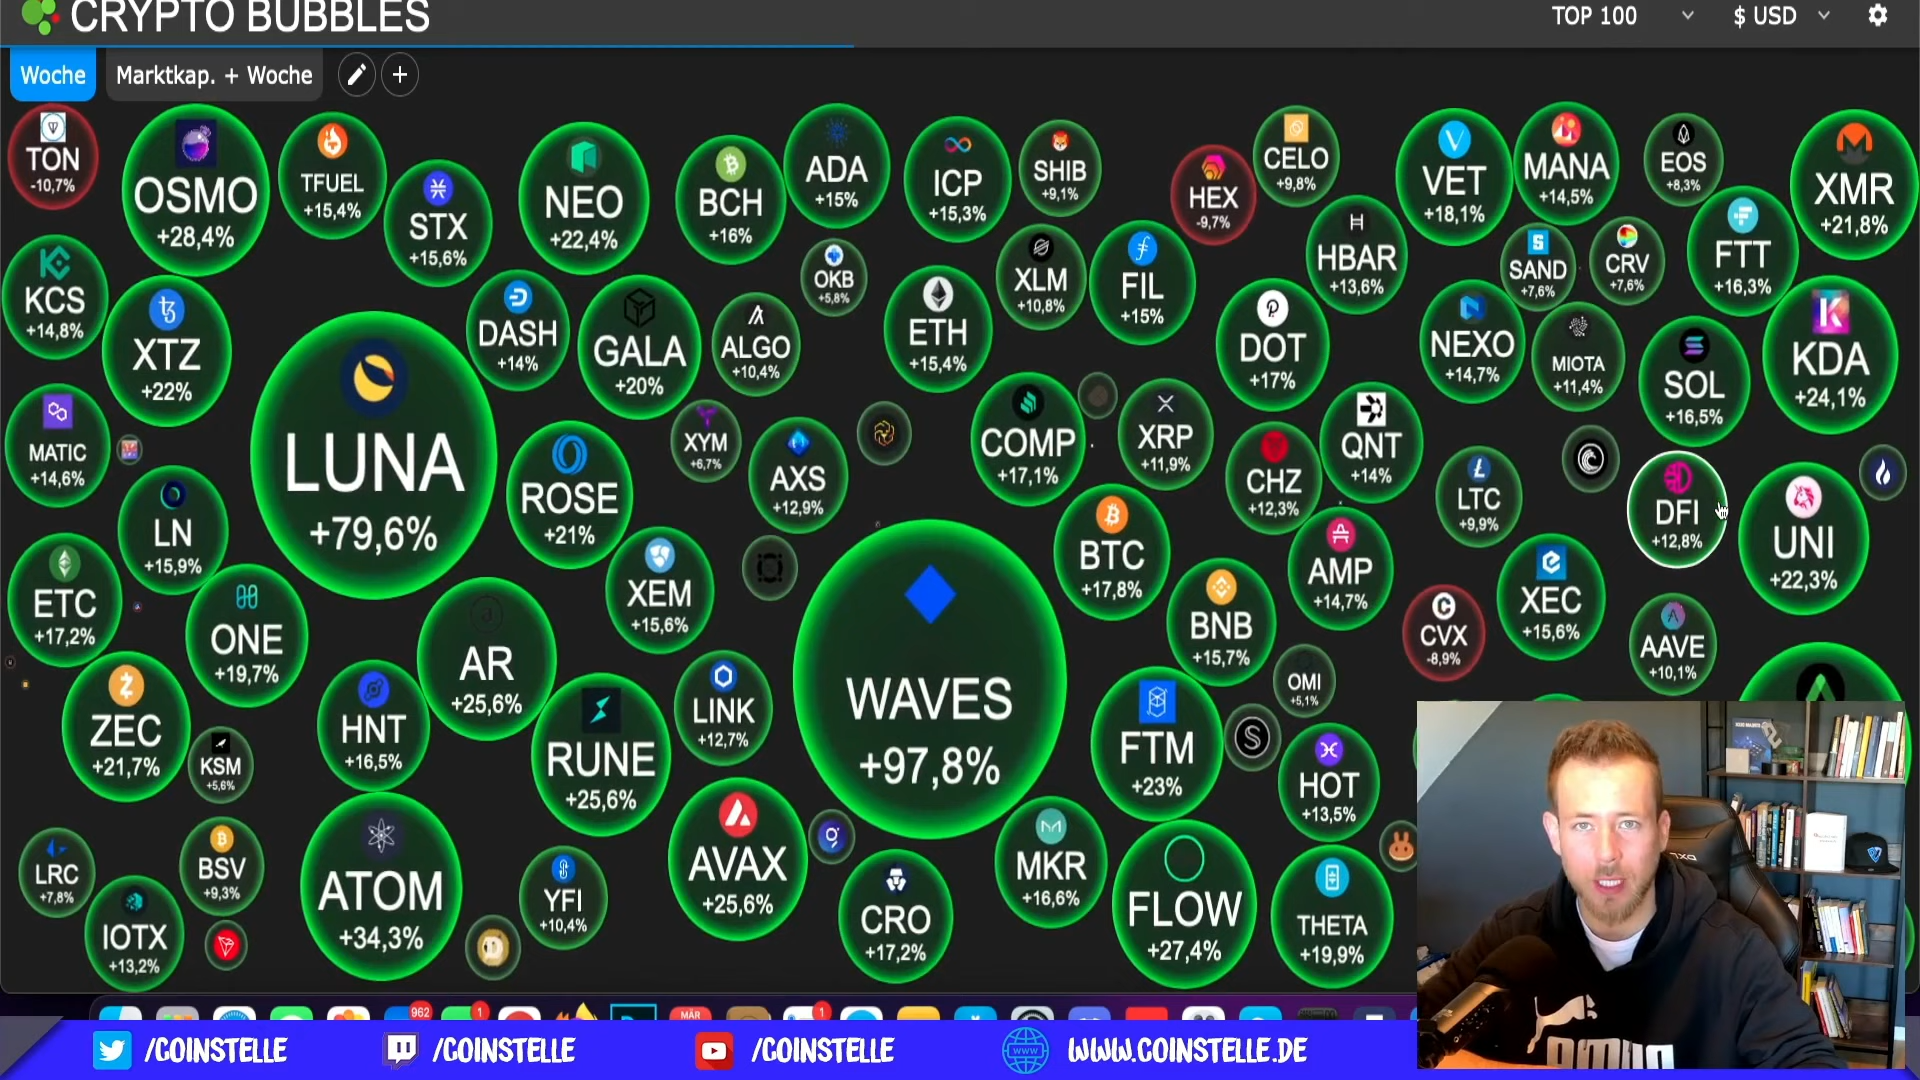 CRYPTO BUBBLES
TOP 100
$ USD
Woche
Marktkap. + Woche
TON
-10,7%
OSMO
+28,4%
TFUEL
+15,4%
STX
+15,6%
NEO
+22,4%
BCH
+16%
ADA
+15%
ICP
+15,3%
SHIB
+9,1%
HEX
-9,7%
CELO
+9,8%
VET
+18,1%
MANA
+14,5%
EOS
+8,3%
XMR
+21,8%
KCS
+14,8%
XTZ
+22%
DASH
+14%
GALA
+20%
ALGO
+10,4%
OKB
+5,8%
ETH
+15,4%
XLM
+10,8%
FIL
+15%
HBAR
+13,6%
DOT
+17%
SAND
+7,6%
CRV
+7,6%
FTT
+16,3%
NEXO
+14,7%
MIOTA
+11,4%
SOL
+16,5%
KDA
+24,1%
MATIC
+14,6%
LUNA
+79,6%
ROSE
+21%
XYM
+6,7%
AXS
+12,9%
COMP
+17,1%
XRP
+11,9%
CHZ
+12,3%
QNT
+14%
LTC
+9,9%
DFI
+12,8%
UNI
+22,3%
LN
+15,9%
ETC
+17,2%
ONE
+19,7%
XEM
+15,6%
BTC
+17,8%
AMP
+14,7%
BNB
+15,7%
CVX
-8,9%
XEC
+15,6%
AAVE
+10,1%
ZEC
+21,7%
KSM
+5,6%
HNT
+16,5%
AR
+25,6%
RUNE
+25,6%
LINK
+12,7%
WAVES
+97,8%
FTM
+23%
OMI
+5,1%
HOT
+13,5%
LRC
+7,8%
IOTX
+13,2%
BSV
+9,3%
ATOM
+34,3%
YFI
+10,4%
AVAX
+25,6%
CRO
+17,2%
MKR
+16,6%
FLOW
+27,4%
THETA
+19,9%
962
1
MÄR
1
/COINSTELLE
/COINSTELLE
/COINSTELLE
WWW.COINSTELLE.DE